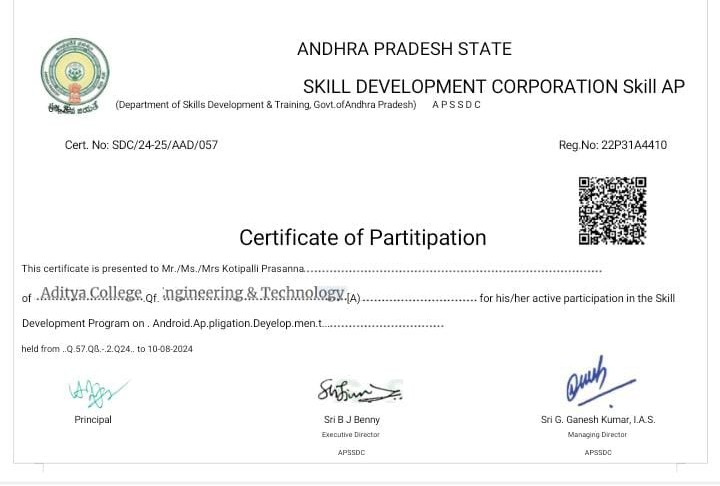 ANDHRA PRADESH STATE
SKILL DEVELOPMENT CORPORATION Skill AP
(Department of Skills Development & Training, Govt.ofAndhra Pradesh) A P S S D C
Cert. No: SDC/24-25/AAD/057 Reg.No: 22P31A4410
Certificate of Partitipation
This certificate is presented to Mr./Ms./Mrs Kotipalli Prasanna................................................................................
of .Aditya College.Qf. 'ngineering & Technology.[A)............................... for his/her active participation in the Skill
Development Program on . Android.Ap.pligation.Deyelop.men.t..................................
held from ..Q.57.Qß.-.2.Q24.. to 10-08-2024
Principal Sri B J Benny Sri G. Ganesh Kumar, I.A.S.
Executive Director Managing Director
APSSDC APSSDC